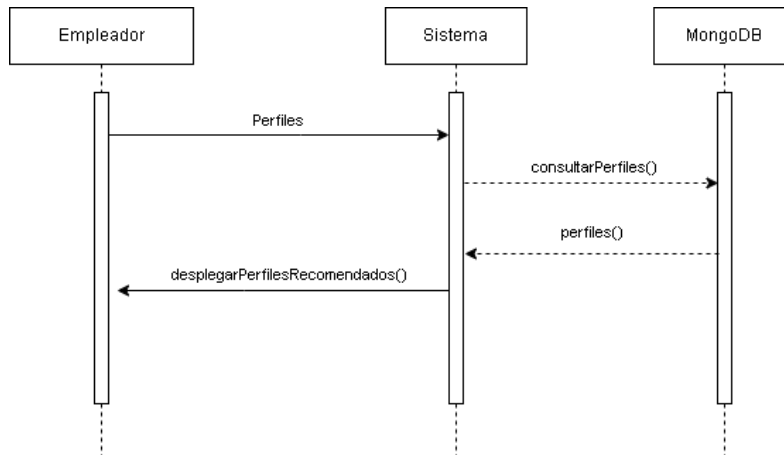 Empleador
Sistema
MongoDB
Perfiles
consultarPerfiles()
perfiles()
desplegarPerfilesRecomendados()